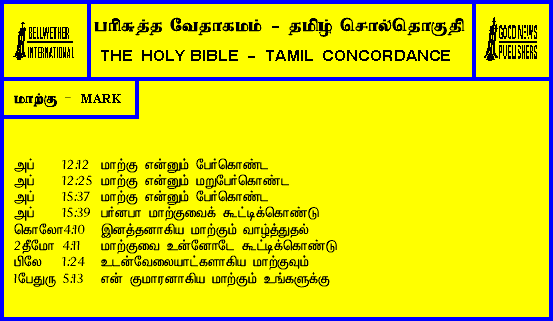 BELLWETHER
INTERNATIONAL
பரிசுத்த வேதாகமம் - தமிழ் சொல்தொகுதி
THE HOLY BIBLE - TAMIL CONCORDANCE
GOOD NEWS
PUBLISHERS
மாற்கு - MARK
அப் 12:12 மாற்கு என்னும் பேர்கொண்ட
அப் 12:25 மாற்கு என்னும் மறுபேர்கொண்ட
அப் 15:37 மாற்கு என்னும் பேர்கொண்ட
அப் 15:39 பர்னபா மாற்குவைக் கூட்டிக்கொண்டு
கொலோ 4:10 இனத்தனாகிய மாற்கும் வாழ்த்துதல்
2தீமோ 4:11 மாற்குவை உன்னோடே கூட்டிக்கொண்டு
பிலே 1:24 உடன்வேலையாட்களாகிய மாற்குவும்
1பேதுரு 5:13 என் குமாரனாகிய மாற்கும் உங்களுக்கு